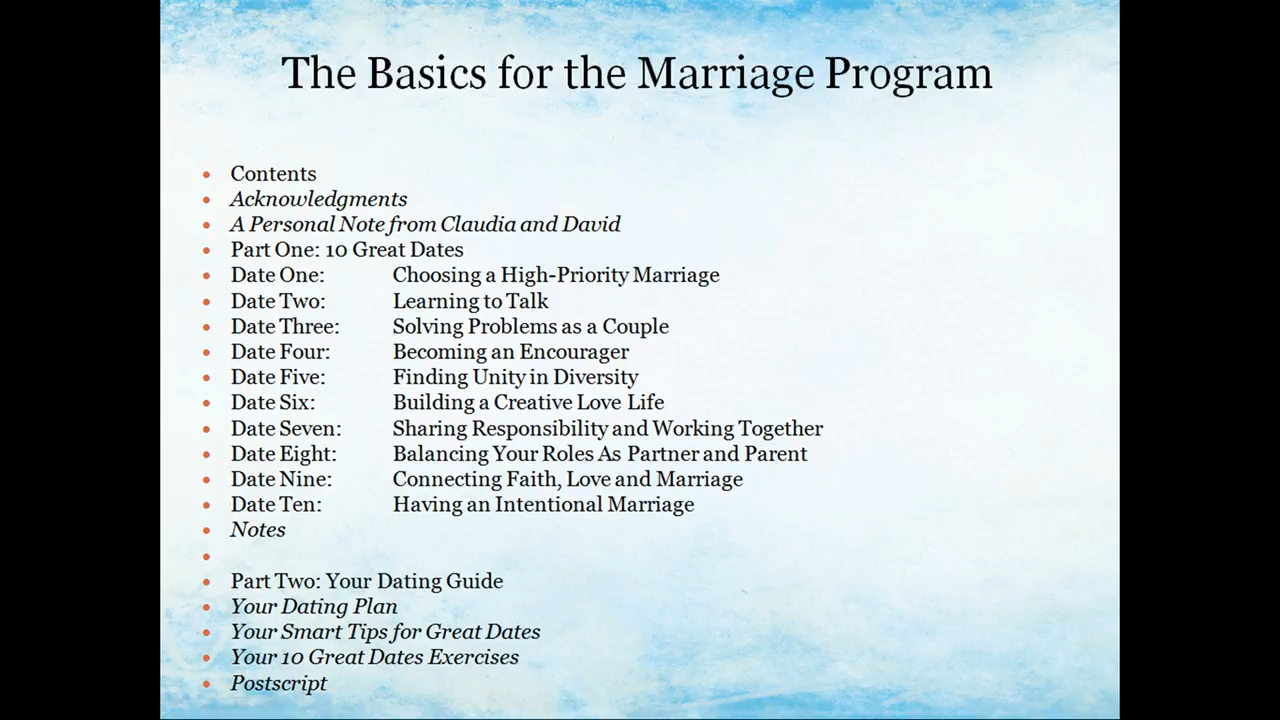 The Basics for the Marriage Program
• Contents
• Acknowledgments
• A Personal Note from Claudia and David
• Part One: 10 Great Dates
• Date One: Choosing a High-Priority Marriage
• Date Two: Learning to Talk
• Date Three: Solving Problems as a Couple
• Date Four: Becoming an Encourager
• Date Five: Finding Unity in Diversity
• Date Six: Building a Creative Love Life
• Date Seven: Sharing Responsibility and Working Together
• Date Eight: Balancing Your Roles As Partner and Parent
• Date Nine: Connecting Faith, Love and Marriage
• Date Ten: Having an Intentional Marriage
• Notes
•
• Part Two: Your Dating Guide
• Your Dating Plan
• Your Smart Tips for Great Dates
• Your 10 Great Dates Exercises
• Postscript